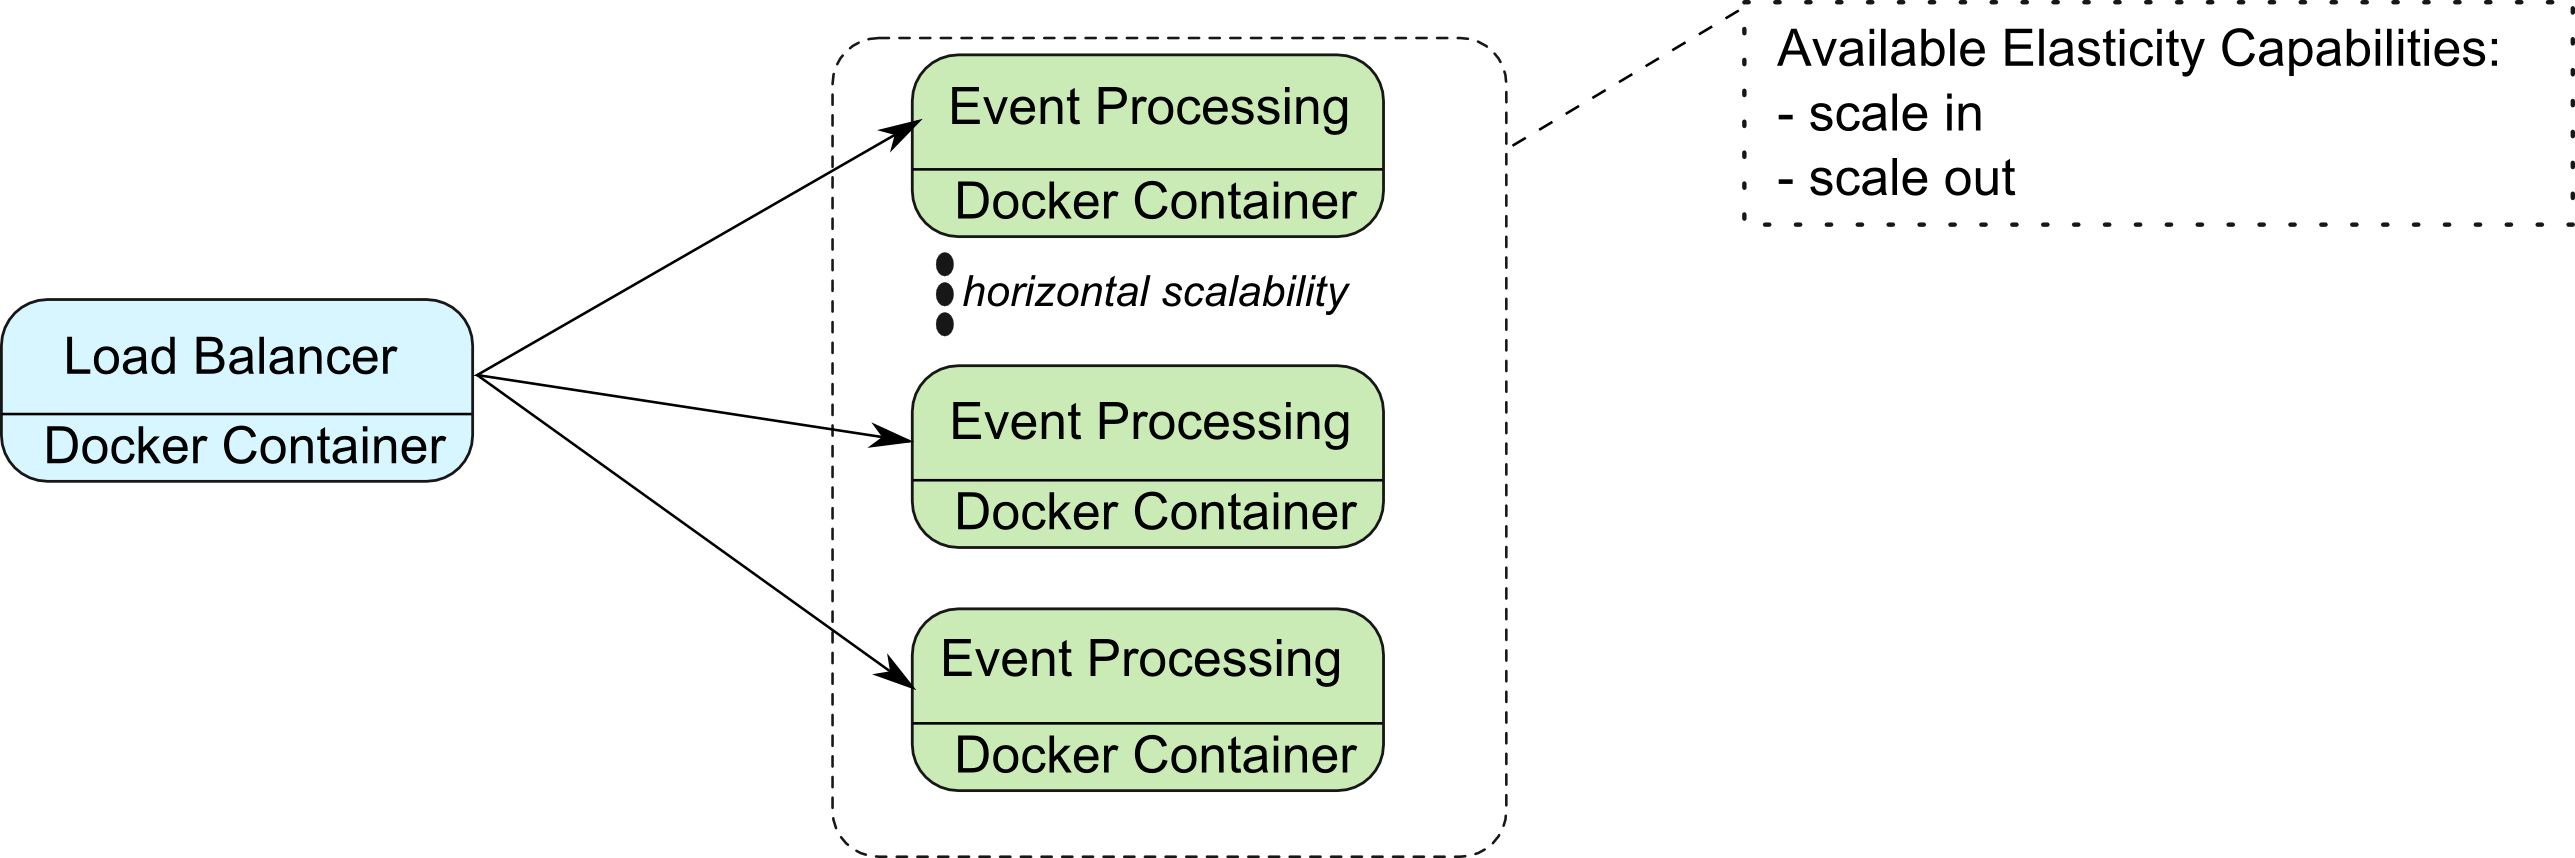 Available Elasticity Capabilities:
- scale in
- scale out
Event Processing
Docker Container
horizontal scalability
Load Balancer
Docker Container
Event Processing
Docker Container
Event Processing
Docker Container